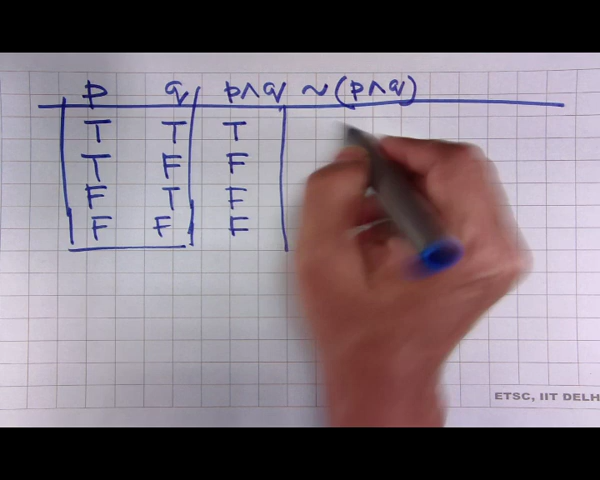 p q p∧q ~(p∧q)
T T T
T F F
F T F
F F F
ETSC, IIT DELH